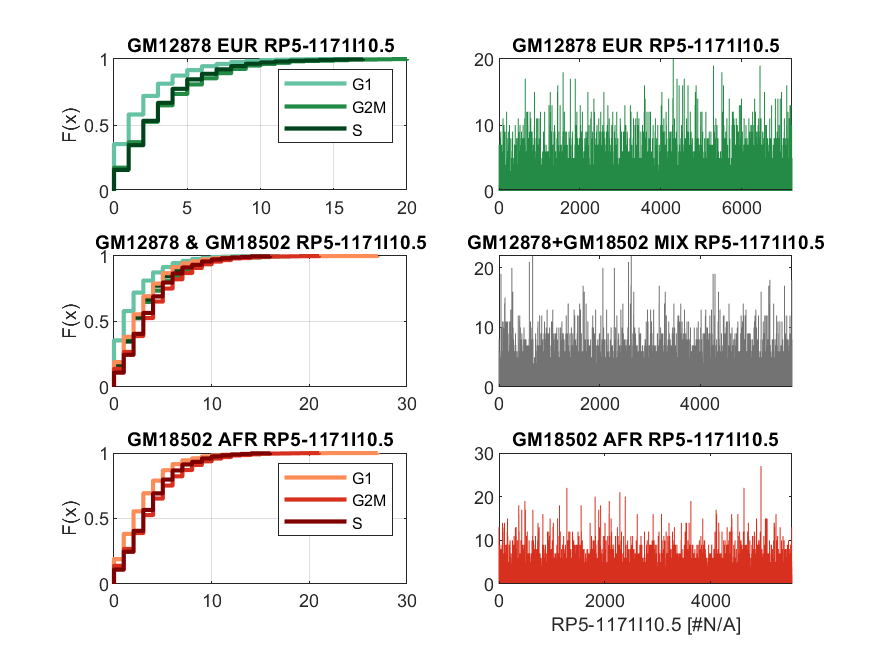 GM12878 EUR RP5-1171I10.5
F(x)
1
0.5
0
0 5 10 15 20
G1
G2M
S
GM12878 EUR RP5-1171I10.5
20
10
0
0 2000 4000 6000
GM12878 & GM18502 RP5-1171I10.5
F(x)
1
0.5
0
0 10 20 30
GM12878+GM18502 MIX RP5-1171I10.5
20
10
0
0 2000 4000
GM18502 AFR RP5-1171I10.5
F(x)
1
0.5
0
0 10 20 30
G1
G2M
S
GM18502 AFR RP5-1171I10.5
30
20
10
0
0 2000 4000
RP5-1171I10.5 [#N/A]